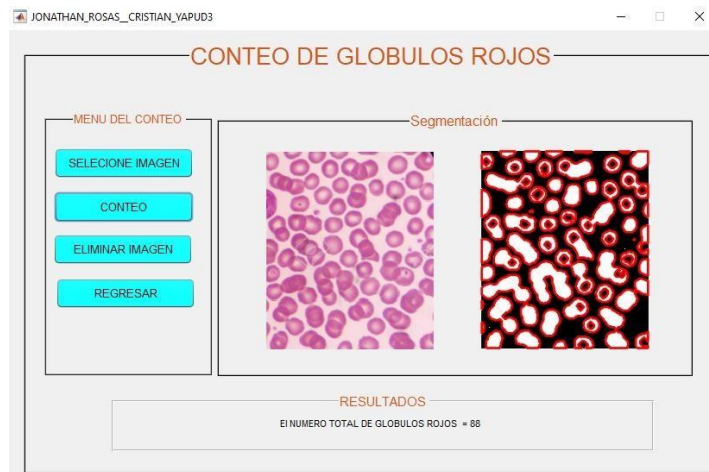 JONATHAN_ROSAS__CRISTIAN_YAPUD3
CONTEO DE GLOBULOS ROJOS
MENU DEL CONTEO
SELECIONE IMAGEN
CONTEO
ELIMINAR IMAGEN
REGRESAR
Segmentación
RESULTADOS
El NUMERO TOTAL DE GLOBULOS ROJOS = 88